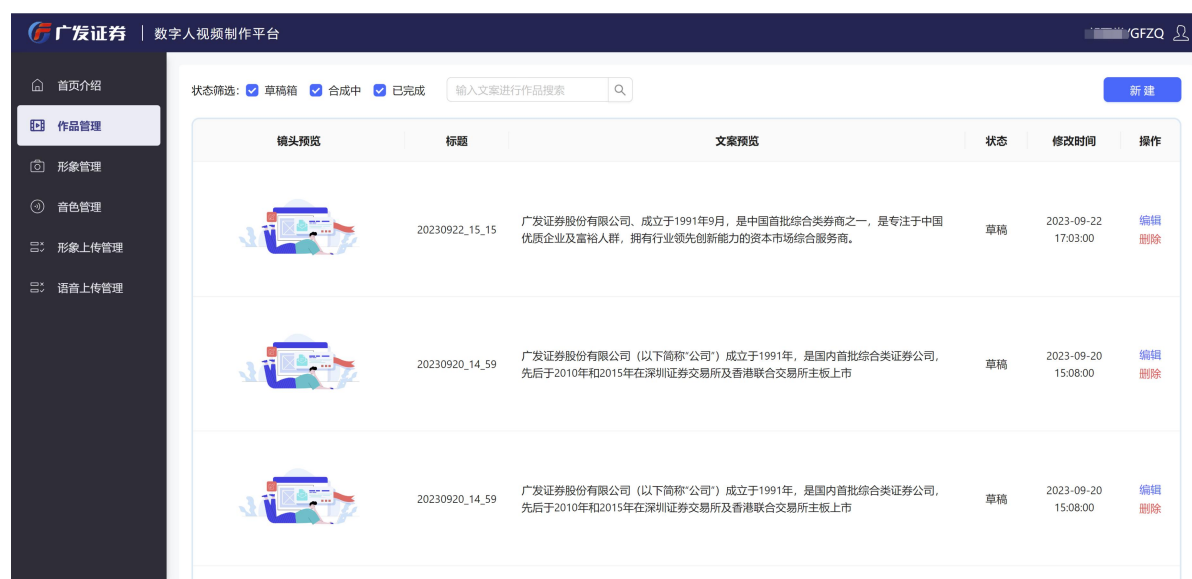 广发证券 数字人视频制作平台
/GFZQ
首页介绍
作品管理
形象管理
音色管理
形象上传管理
语音上传管理
状态筛选: 草稿箱 合成中 已完成 输入文案进行作品搜索 新建
镜头预览 标题 文案预览 状态 修改时间 操作
20230922_15_15
广发证券股份有限公司、成立于1991年9月，是中国首批综合类券商之一，是专注于中国
优质企业及富裕人群，拥有行业领先创新能力的资本市场综合服务商。
草稿
2023-09-22
17:03:00
编辑
删除
20230920_14_59
广发证券股份有限公司（以下简称“公司”）成立于1991年，是国内首批综合类证券公司，
先后于2010年和2015年在深圳证券交易所及香港联合交易所主板上市
草稿
2023-09-20
15:08:00
编辑
删除
20230920_14_59
广发证券股份有限公司（以下简称“公司”）成立于1991年，是国内首批综合类证券公司，
先后于2010年和2015年在深圳证券交易所及香港联合交易所主板上市
草稿
2023-09-20
15:08:00
编辑
删除